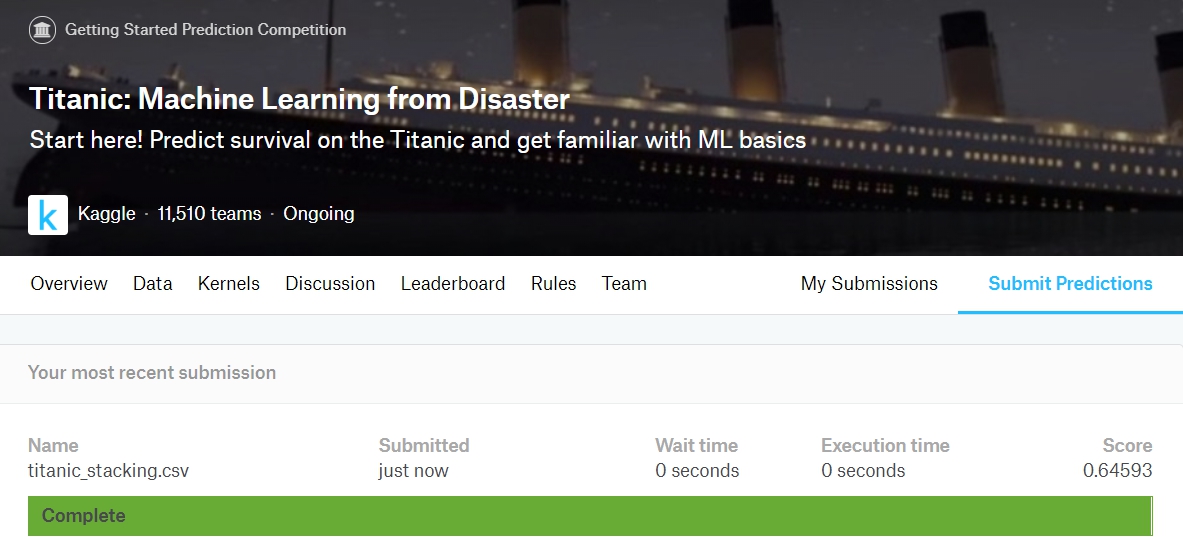 Getting Started Prediction Competition
Titanic: Machine Learning from Disaster
Start here! Predict survival on the Titanic and get familiar with ML basics
k Kaggle · 11,510 teams · Ongoing
Overview Data Kernels Discussion Leaderboard Rules Team My Submissions Submit Predictions
Your most recent submission
Name Submitted Wait time Execution time Score
titanic_stacking.csv just now 0 seconds 0 seconds 0.64593
Complete